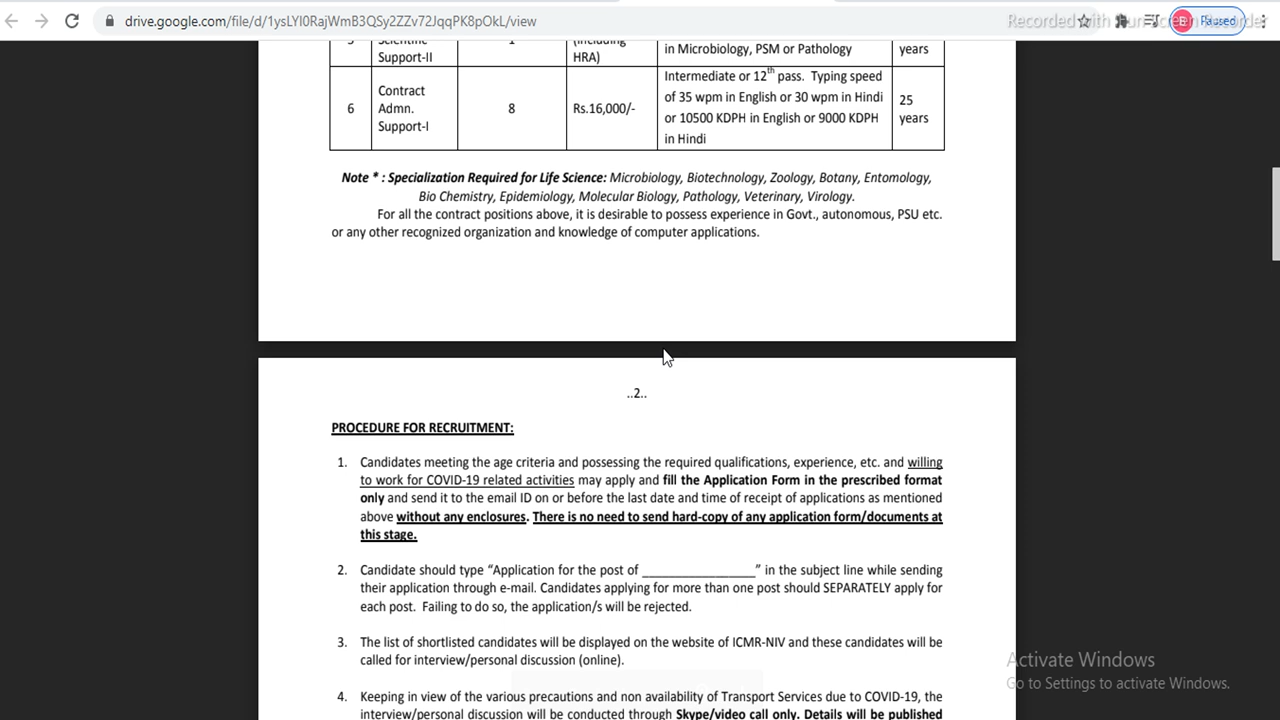 drive.google.com/file/d/1ysLYl0RajWmB3QSy2ZZv72JqqPK8pOkL/view
Recorded with Screen Recorder
Paused
Support-II
1
(including
HRA)
in Microbiology, PSM or Pathology
years
6
Contract
Admn.
Support-I
8
Rs.16,000/-
Intermediate or 12th pass. Typing speed
of 35 wpm in English or 30 wpm in Hindi
or 10500 KDPH in English or 9000 KDPH
in Hindi
25
years
Note * : Specialization Required for Life Science: Microbiology, Biotechnology, Zoology, Botany, Entomology,
Bio Chemistry, Epidemiology, Molecular Biology, Pathology, Veterinary, Virology.
For all the contract positions above, it is desirable to possess experience in Govt., autonomous, PSU etc.
or any other recognized organization and knowledge of computer applications.
..2..
PROCEDURE FOR RECRUITMENT:
1. Candidates meeting the age criteria and possessing the required qualifications, experience, etc. and willing
to work for COVID-19 related activities may apply and fill the Application Form in the prescribed format
only and send it to the email ID on or before the last date and time of receipt of applications as mentioned
above without any enclosures. There is no need to send hard-copy of any application form/documents at
this stage.
2. Candidate should type “Application for the post of __________________” in the subject line while sending
their application through e-mail. Candidates applying for more than one post should SEPARATELY apply for
each post. Failing to do so, the application/s will be rejected.
3. The list of shortlisted candidates will be displayed on the website of ICMR-NIV and these candidates will be
called for interview/personal discussion (online).
4. Keeping in view of the various precautions and non availability of Transport Services due to COVID-19, the
interview/personal discussion will be conducted through Skype/video call only. Details will be published
Activate Windows
Go to Settings to activate Windows.